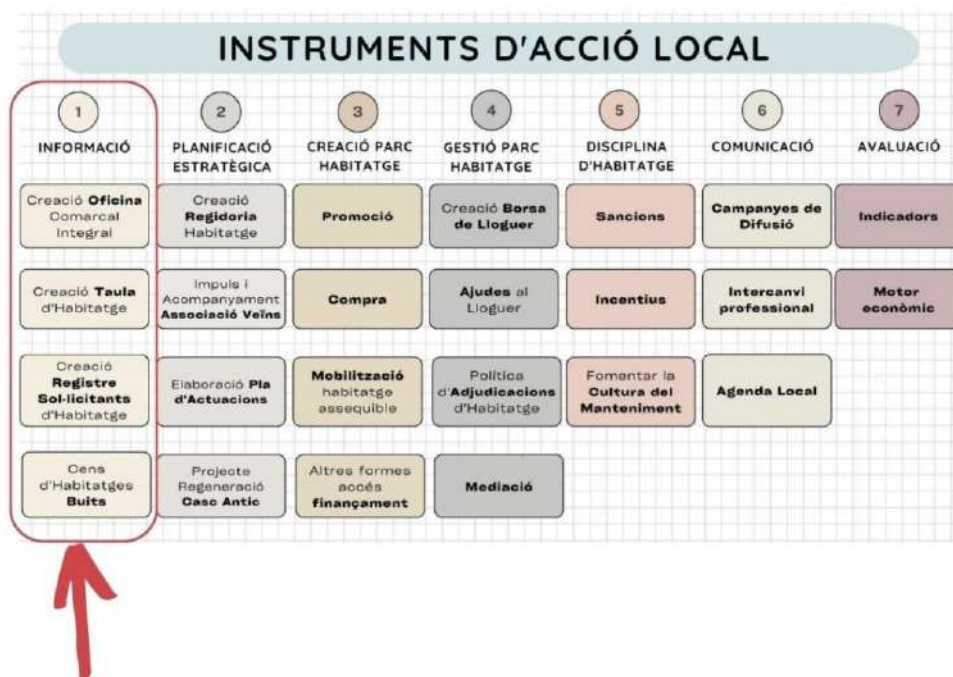 INSTRUMENTS D'ACCIÓ LOCAL
1
INFORMACIÓ
Creació Oficina
Comarcal
Integral
Creació Taula
d'Habitatge
Creació
Registre
Sol·licitants
d'Habitatge
Cens
d'Habitatges
Buits
2
PLANIFICACIÓ
ESTRATÈGICA
Creació
Regidoria
Habitatge
Impuls i
Acompanyament
Associació Veïns
Elaboració Pla
d'Actuacions
Projecte
Regeneració
Casc Antic
3
CREACIÓ PARC
HABITATGE
Promoció
Compra
Mobilització
habitatge
assequible
Altres formes
accés
finançament
4
GESTIÓ PARC
HABITATGE
Creació Borsa
de Lloguer
Ajudes al
Lloguer
Política
d'Adjudicacions
d'Habitatge
Mediació
5
DISCIPLINA
D'HABITATGE
Sancions
Incentius
Fomentar la
Cultura del
Manteniment
6
COMUNICACIÓ
Campanyes de
Difusió
Intercanvi
professional
Agenda Local
7
AVALUACIÓ
Indicadors
Motor
econòmic